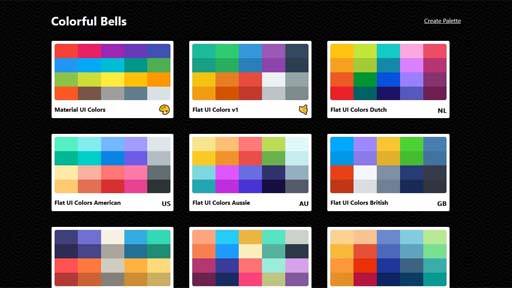 Colorful Bells
Create Palette
Material UI Colors
Flat UI Colors v1
Flat UI Colors Dutch NL
Flat UI Colors American US
Flat UI Colors Aussie AU
Flat UI Colors British GB